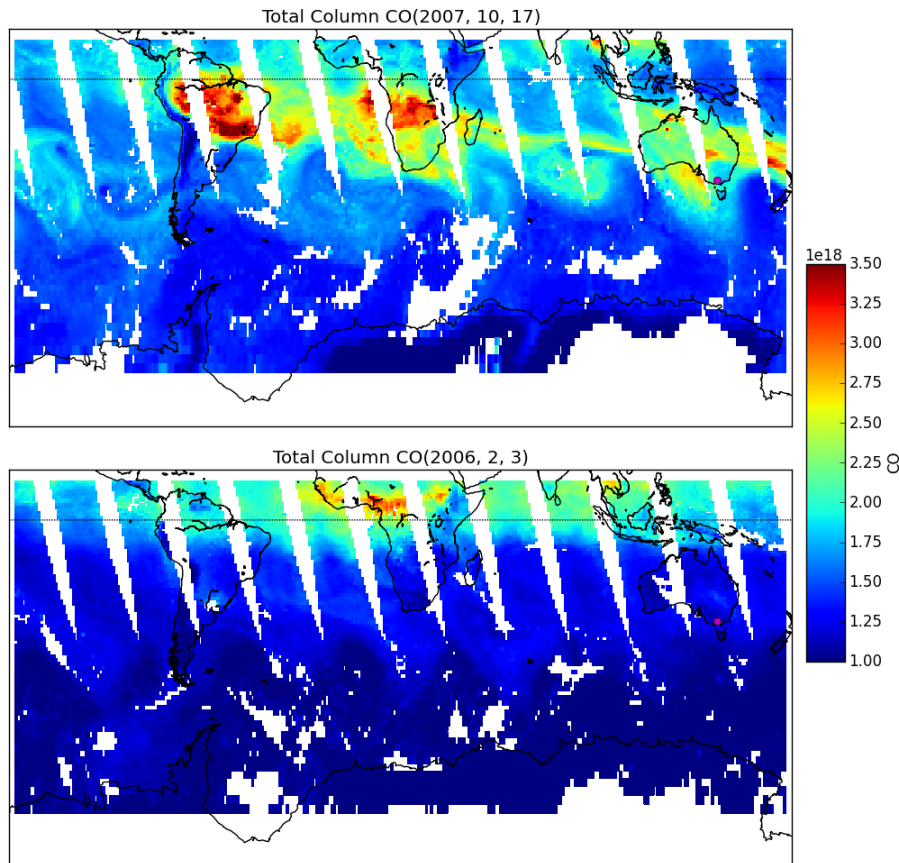 Total Column CO(2007, 10, 17)
1e18
3.50
3.25
3.00
2.75
2.50
2.25
2.00
1.75
1.50
1.25
1.00
CO
Total Column CO(2006, 2, 3)